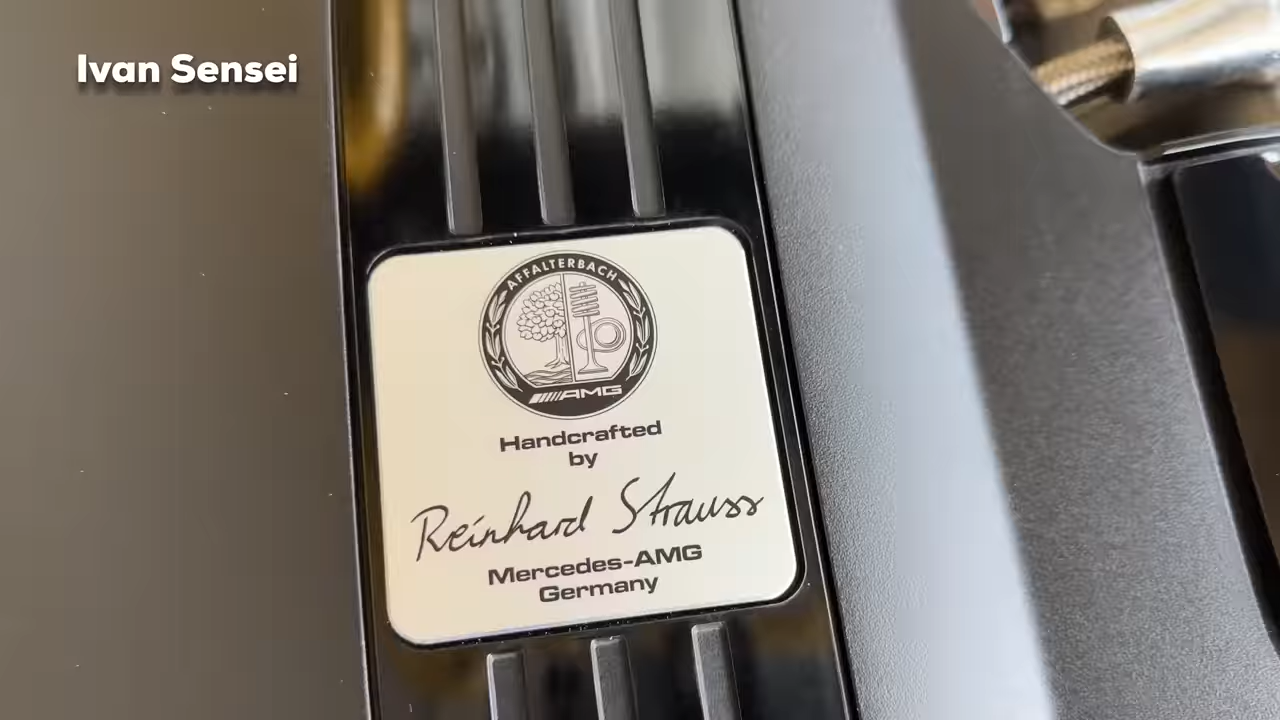 Ivan Sensei
AFFALTERBACH
AMG
Handcrafted
by
Reinhard Strauss
Mercedes-AMG
Germany